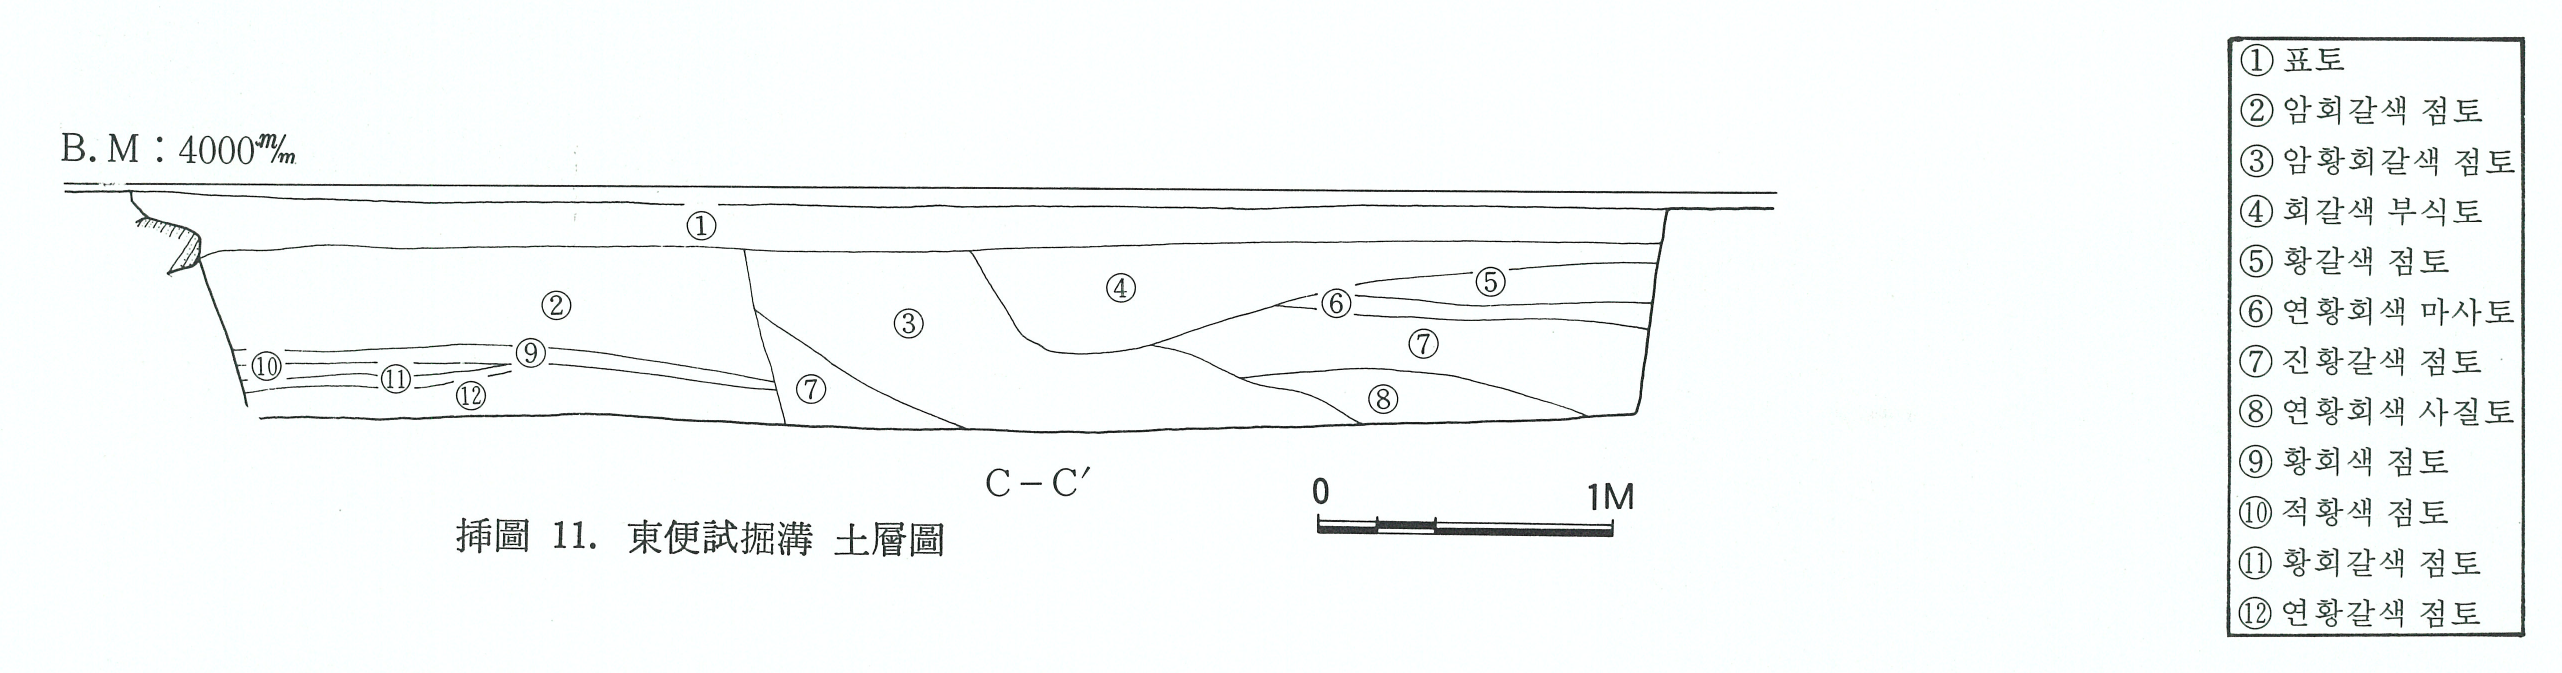 B. M : 4000 m/m
①
②
③
④
⑤
⑥
⑦
⑦
⑧
⑨
⑩
⑪
⑫
C – C′
0 1M
揷圖 11. 東便試掘溝 土層圖
① 표토
② 암회갈색 점토
③ 암황회갈색 점토
④ 회갈색 부식토
⑤ 황갈색 점토
⑥ 연황회색 마사토
⑦ 진황갈색 점토
⑧ 연황회색 사질토
⑨ 황회색 점토
⑩ 적황색 점토
⑪ 황회갈색 점토
⑫ 연황갈색 점토